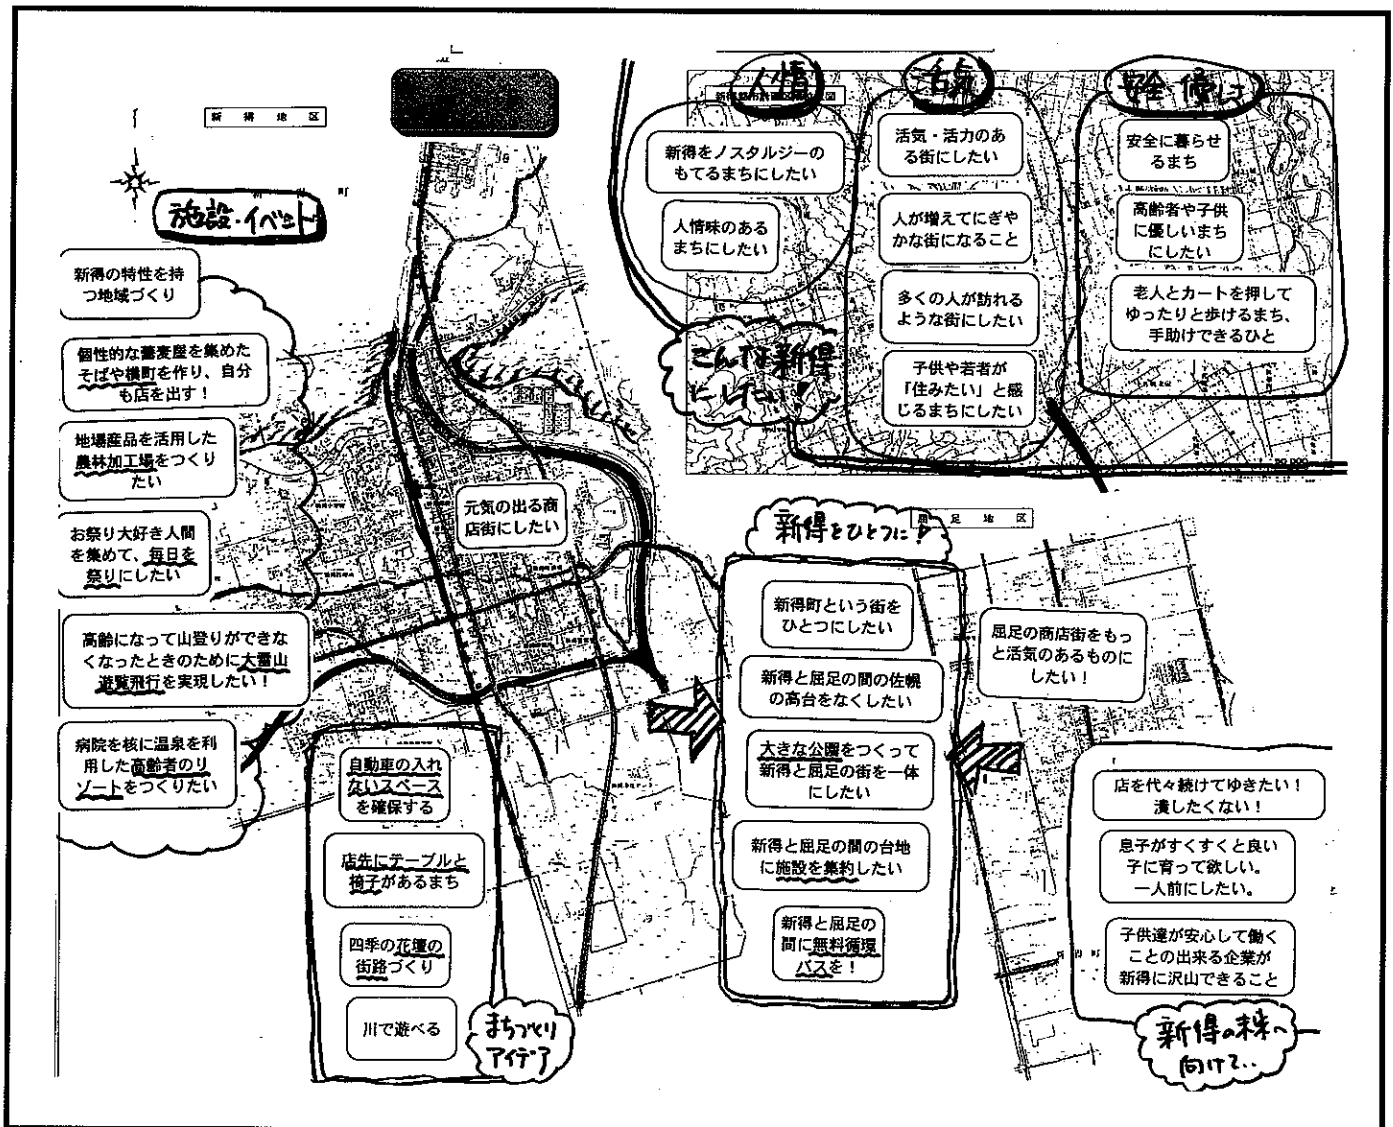 新得地区
町
施設・イベント
新得の特性を持
つ地域づくり
個性的な蕎麦屋を集めた
そばや横町を作り、自分
も店を出す！
地場産品を活用した
農林加工場をつくり
たい
お祭り大好き人間
を集めて、毎日を
祭りにしたい
高齢になって山登りができな
くなったときのために大雪山
遊覧飛行を実現したい！
病院を核に温泉を利
用した高齢者のリ
ゾートをつくりたい
元気の出る商
店街にしたい
自動車の入れ
ないスペース
を確保する
店先にテーブルと
椅子があるまち
四季の花壇の
街路づくり
川で遊べる
まちづくり
アイデア
人情
新得をノスタルジーの
もてるまちにしたい
人情味のある
まちにしたい
活気
活気・活力のあ
る街にしたい
人が増えてにぎや
かな街になること
多くの人が訪れる
ような街にしたい
子供や若者が
「住みたい」と感
じるまちにしたい
安全・優しさ
安全に暮らせ
るまち
高齢者や子供
に優しいまち
にしたい
老人とカートを押して
ゆったりと歩けるまち、
手助けできるひと
こんな新得
にしたい！
新得をひとつに！
屈足地区
新得町という街を
ひとつにしたい
新得と屈足の間の佐幌
の高台をなくしたい
大きな公園をつくって
新得と屈足の街を一体
にしたい
新得と屈足の間の台地
に施設を集約したい
新得と屈足の
間に無料循環
バスを！
屈足の商店街をもっ
と活気のあるものに
したい！
店を代々続けてゆきたい！
潰したくない！
息子がすくすくと良い
子に育って欲しい。
一人前にしたい。
子供達が安心して働く
ことの出来る企業が
新得に沢山できること
新得の未来へ
向けて..